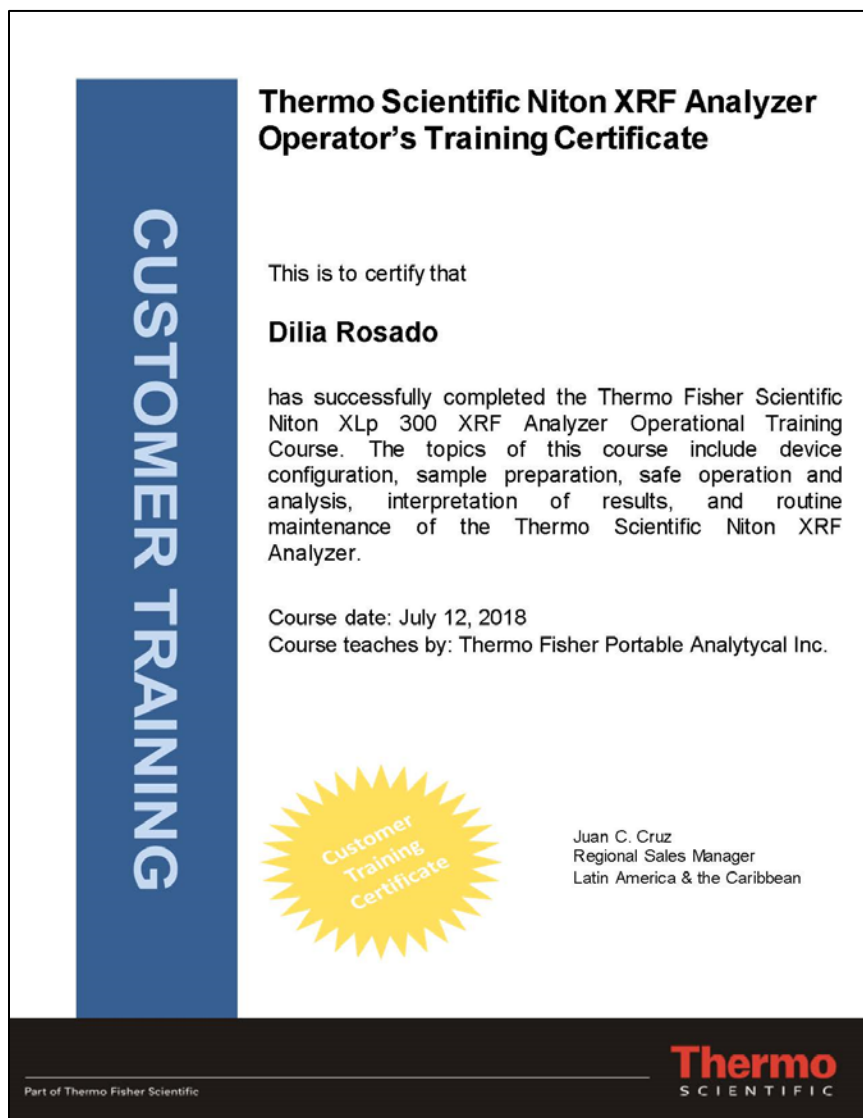 Thermo Scientific Niton XRF Analyzer
Operator's Training Certificate
CUSTOMER TRAINING
This is to certify that
Dilia Rosado
has successfully completed the Thermo Fisher Scientific
Niton XLp 300 XRF Analyzer Operational Training
Course. The topics of this course include device
configuration, sample preparation, safe operation and
analysis, interpretation of results, and routine
maintenance of the Thermo Scientific Niton XRF
Analyzer.
Course date: July 12, 2018
Course teaches by: Thermo Fisher Portable Analytycal Inc.
Customer
Training
Certificate
Juan C. Cruz
Regional Sales Manager
Latin America & the Caribbean
Part of Thermo Fisher Scientific
Thermo
SCIENTIFIC